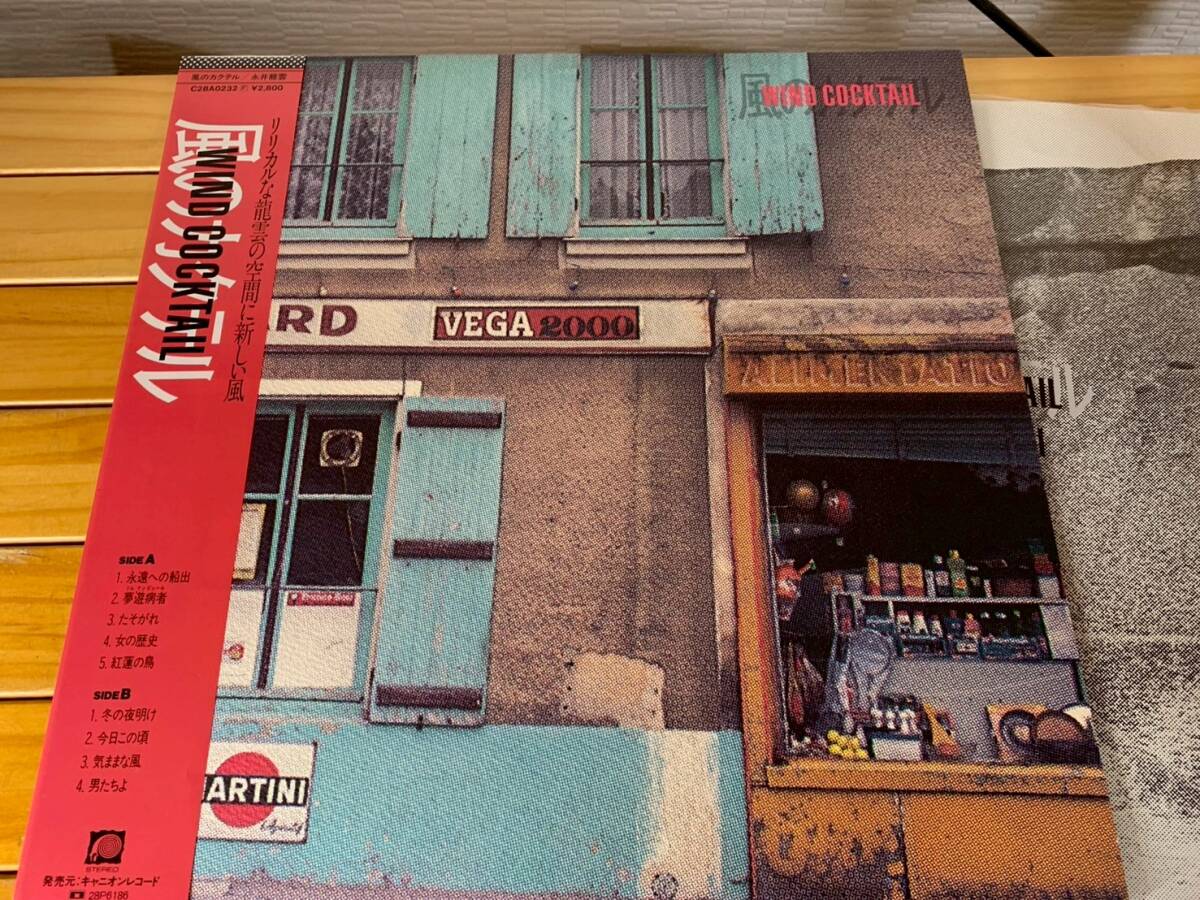 風のカクテル/永井龍雲
C28A0232 ¥2,800
風のカクテル
WIND COCKTAIL
リリカルな龍雲の空間に新しい風
SIDE A
1. 永遠への船出
2. 夢遊病者
3. たそがれ
4. 女の歴史
5. 紅蓮の鳥
SIDE B
1. 冬の夜明け
2. 今日この頃
3. 気ままな風
4. 男たちよ
STEREO
発売元:キャニオンレコード
28P6186
風のカクテル
WIND COCKTAIL
ARD
VEGA 2000
ALIMENTATIO
ARTINI
AIL
ル